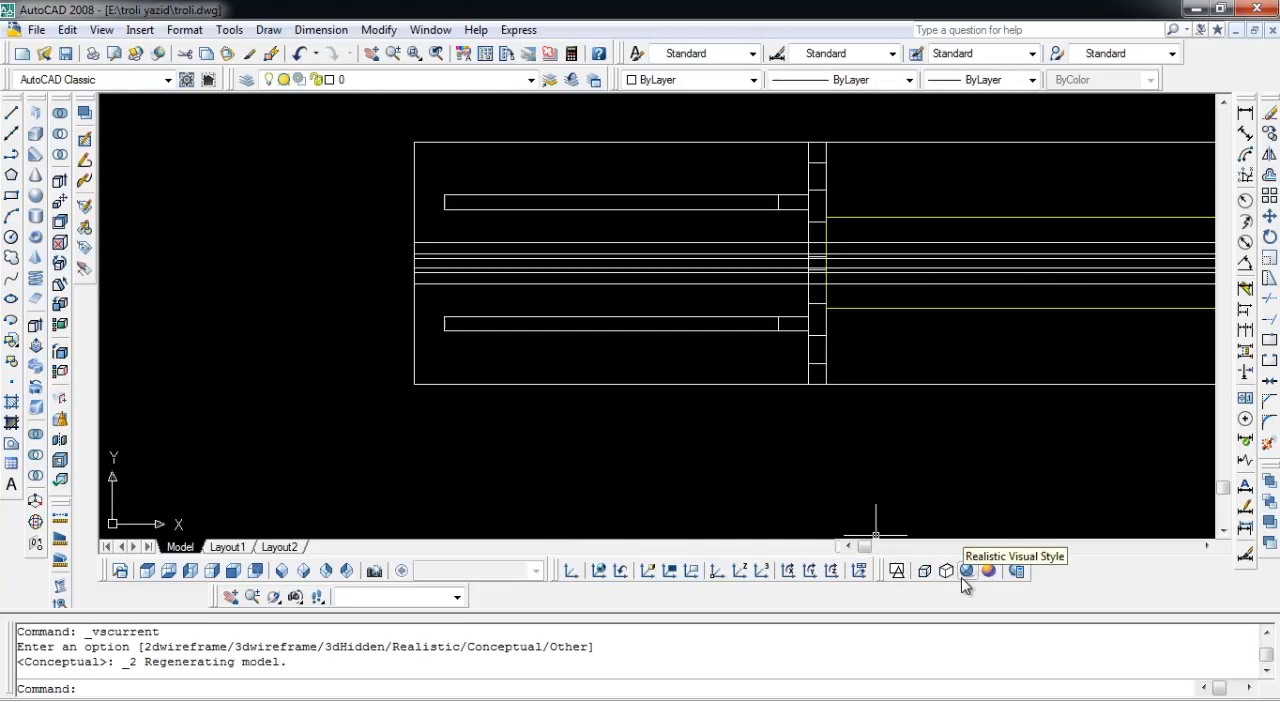 AutoCAD 2008 - [E:\troli yazid\troli.dwg]
File Edit View Insert Format Tools Draw Dimension Modify Window Help Express
Type a question for help
Standard Standard Standard Standard
AutoCAD Classic 0 ByLayer ByLayer ByLayer ByColor
Y
X
A
Model Layout1 Layout2
Realistic Visual Style
Command: _vscurrent
Enter an option [2dwireframe/3dwireframe/3dHidden/Realistic/Conceptual/Other]
<Conceptual>: _2 Regenerating model.
Command: